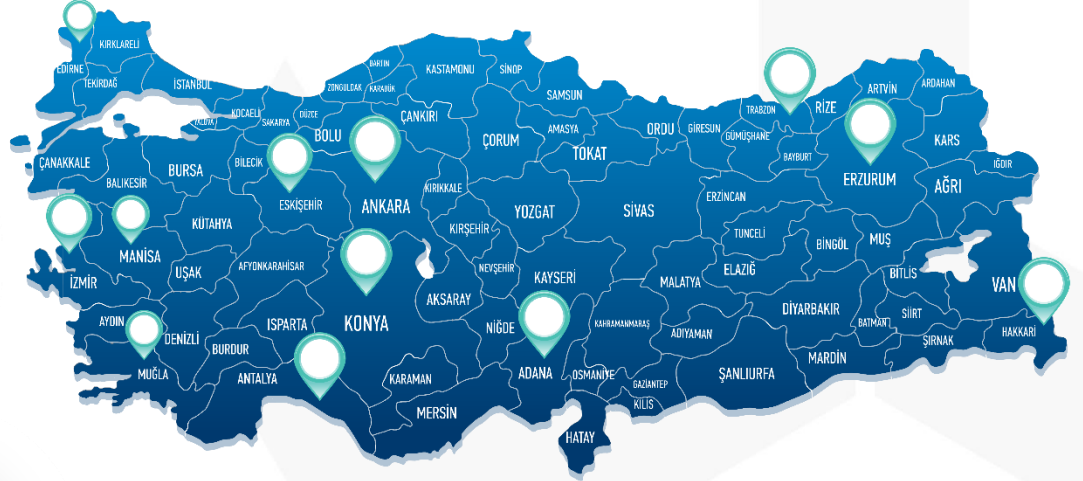 KIRKLARELİ
EDİRNE
TEKİRDAĞ
İSTANBUL
KOCAELİ
SAKARYA
DÜZCE
ZONGULDAK
BARTIN
KARABÜK
KASTAMONU
SİNOP
SAMSUN
ÇANKIRI
BOLU
ÇORUM
AMASYA
TOKAT
ORDU
GİRESUN
TRABZON
GÜMÜŞHANE
RİZE
ARTVİN
ARDAHAN
KARS
BAYBURT
ERZURUM
IĞDIR
AĞRI
ÇANAKKALE
BALIKESİR
BURSA
BİLECİK
ESKİŞEHİR
ANKARA
KIRIKKALE
YOZGAT
SİVAS
ERZİNCAN
TUNCELİ
BİNGÖL
MUŞ
KÜTAHYA
MANİSA
UŞAK
AFYONKARAHİSAR
KIRŞEHİR
NEVŞEHİR
KAYSERİ
MALATYA
ELAZIĞ
BİTLİS
VAN
İZMİR
AYDIN
DENİZLİ
ISPARTA
BURDUR
KONYA
AKSARAY
NİĞDE
KAHRAMANMARAŞ
ADIYAMAN
DİYARBAKIR
BATMAN
SİİRT
ŞIRNAK
HAKKARİ
MUĞLA
ANTALYA
KARAMAN
MERSİN
ADANA
OSMANİYE
GAZİANTEP
KİLİS
HATAY
ŞANLIURFA
MARDİN